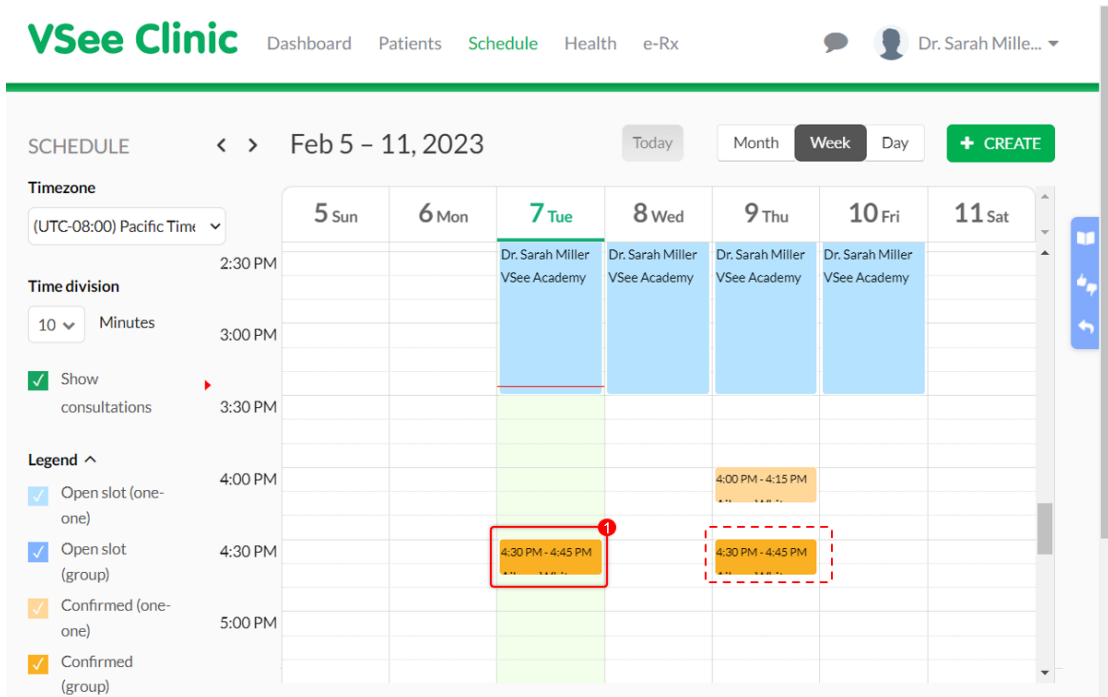 VSee Clinic Dashboard Patients Schedule Health e-Rx Dr. Sarah Mille...
SCHEDULE
Feb 5 – 11, 2023
Today
Month Week Day
+ CREATE
Timezone
(UTC-08:00) Pacific Time
Time division
10 Minutes
Show
consultations
Legend
Open slot (one-
one)
Open slot
(group)
Confirmed (one-
one)
Confirmed
(group)
5 Sun 6 Mon 7 Tue 8 Wed 9 Thu 10 Fri 11 Sat
2:30 PM
3:00 PM
3:30 PM
4:00 PM
4:30 PM
5:00 PM
Dr. Sarah Miller
VSee Academy
Dr. Sarah Miller
VSee Academy
Dr. Sarah Miller
VSee Academy
Dr. Sarah Miller
VSee Academy
4:00 PM - 4:15 PM
1
4:30 PM - 4:45 PM
4:30 PM - 4:45 PM